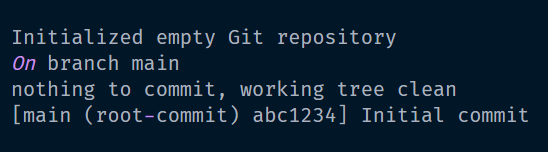 Initialized empty Git repository
On branch main
nothing to commit, working tree clean
[main (root-commit) abc1234] Initial commit